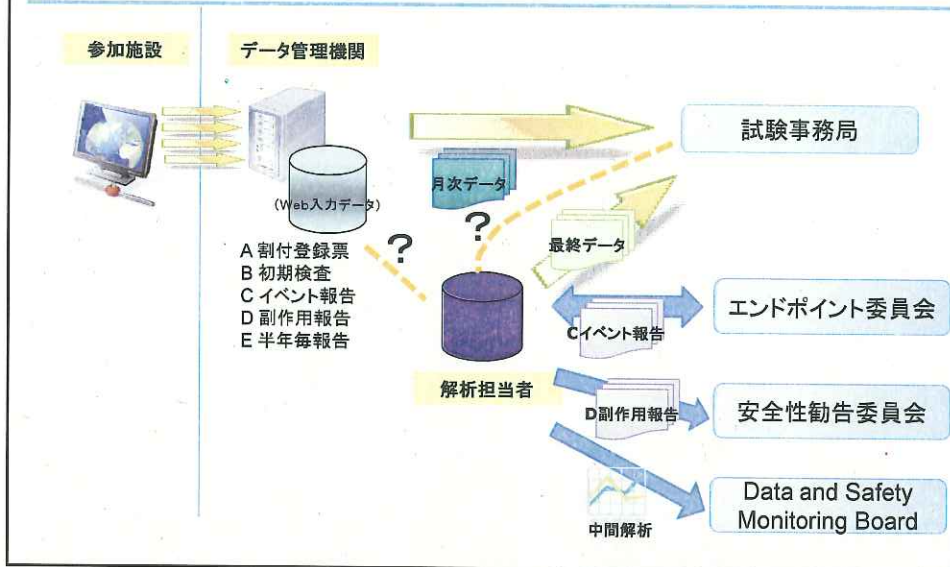 参加施設
データ管理機関
試験事務局
月次データ
(Web入力データ)
?
?
最終データ
A 割付登録票
B 初期検査
C イベント報告
D 副作用報告
E 半年毎報告
エンドポイント委員会
Cイベント報告
解析担当者
D副作用報告
安全性勧告委員会
中間解析
Data and Safety
Monitoring Board